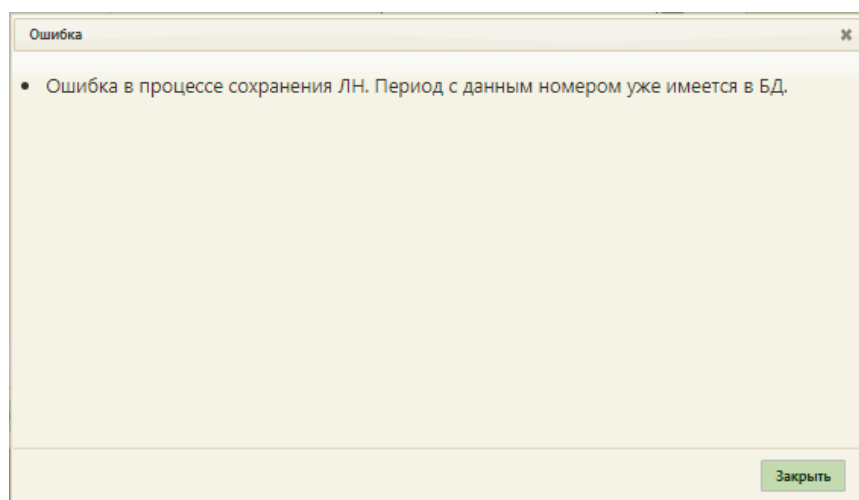 Ошибка
Ошибка в процессе сохранения ЛН. Период с данным номером уже имеется в БД.
Закрыть